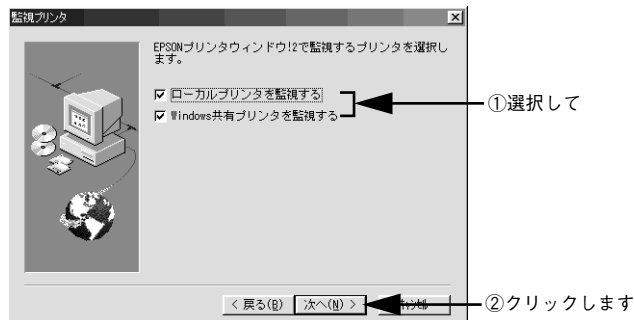 監視プリンタ
EPSONプリンタウィンドウ!2で監視するプリンタを選択し
ます。
ローカルプリンタを監視する
Windows共有プリンタを監視する
①選択して
< 戻る(B)
次へ(N) >
②クリックします